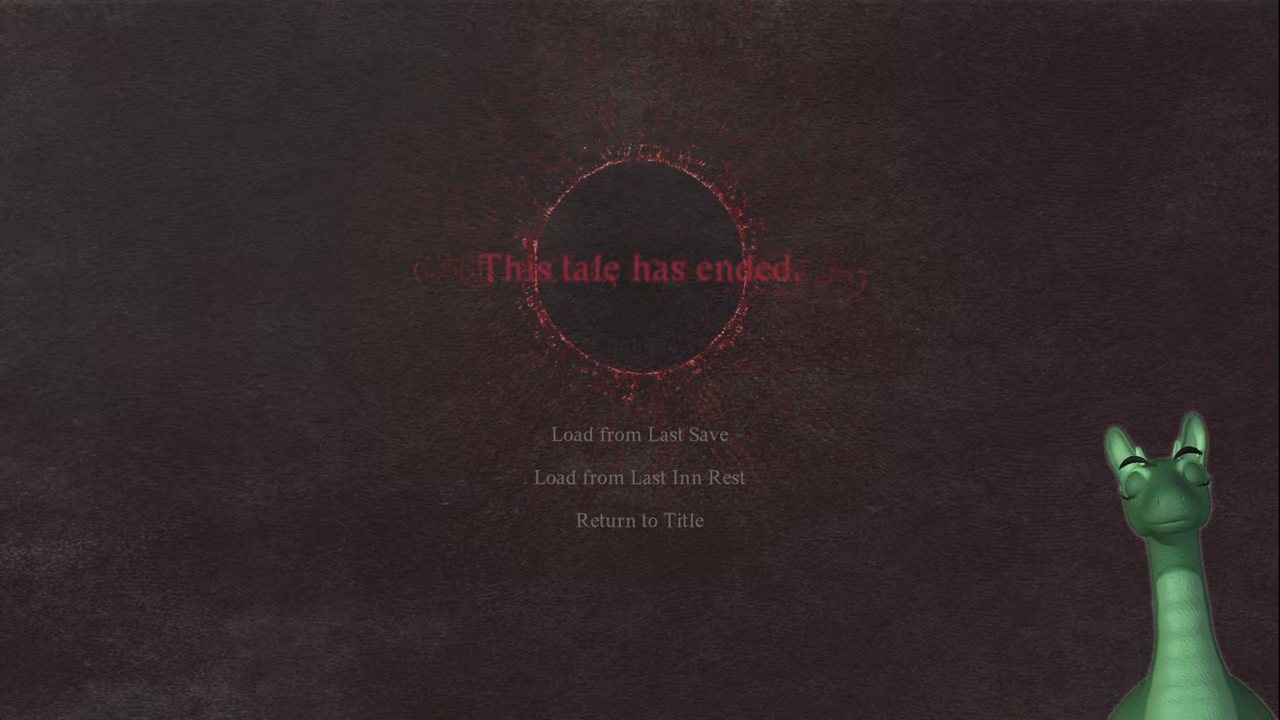 This tale has ended.
Load from Last Save
Load from Last Inn Rest
Return to Title